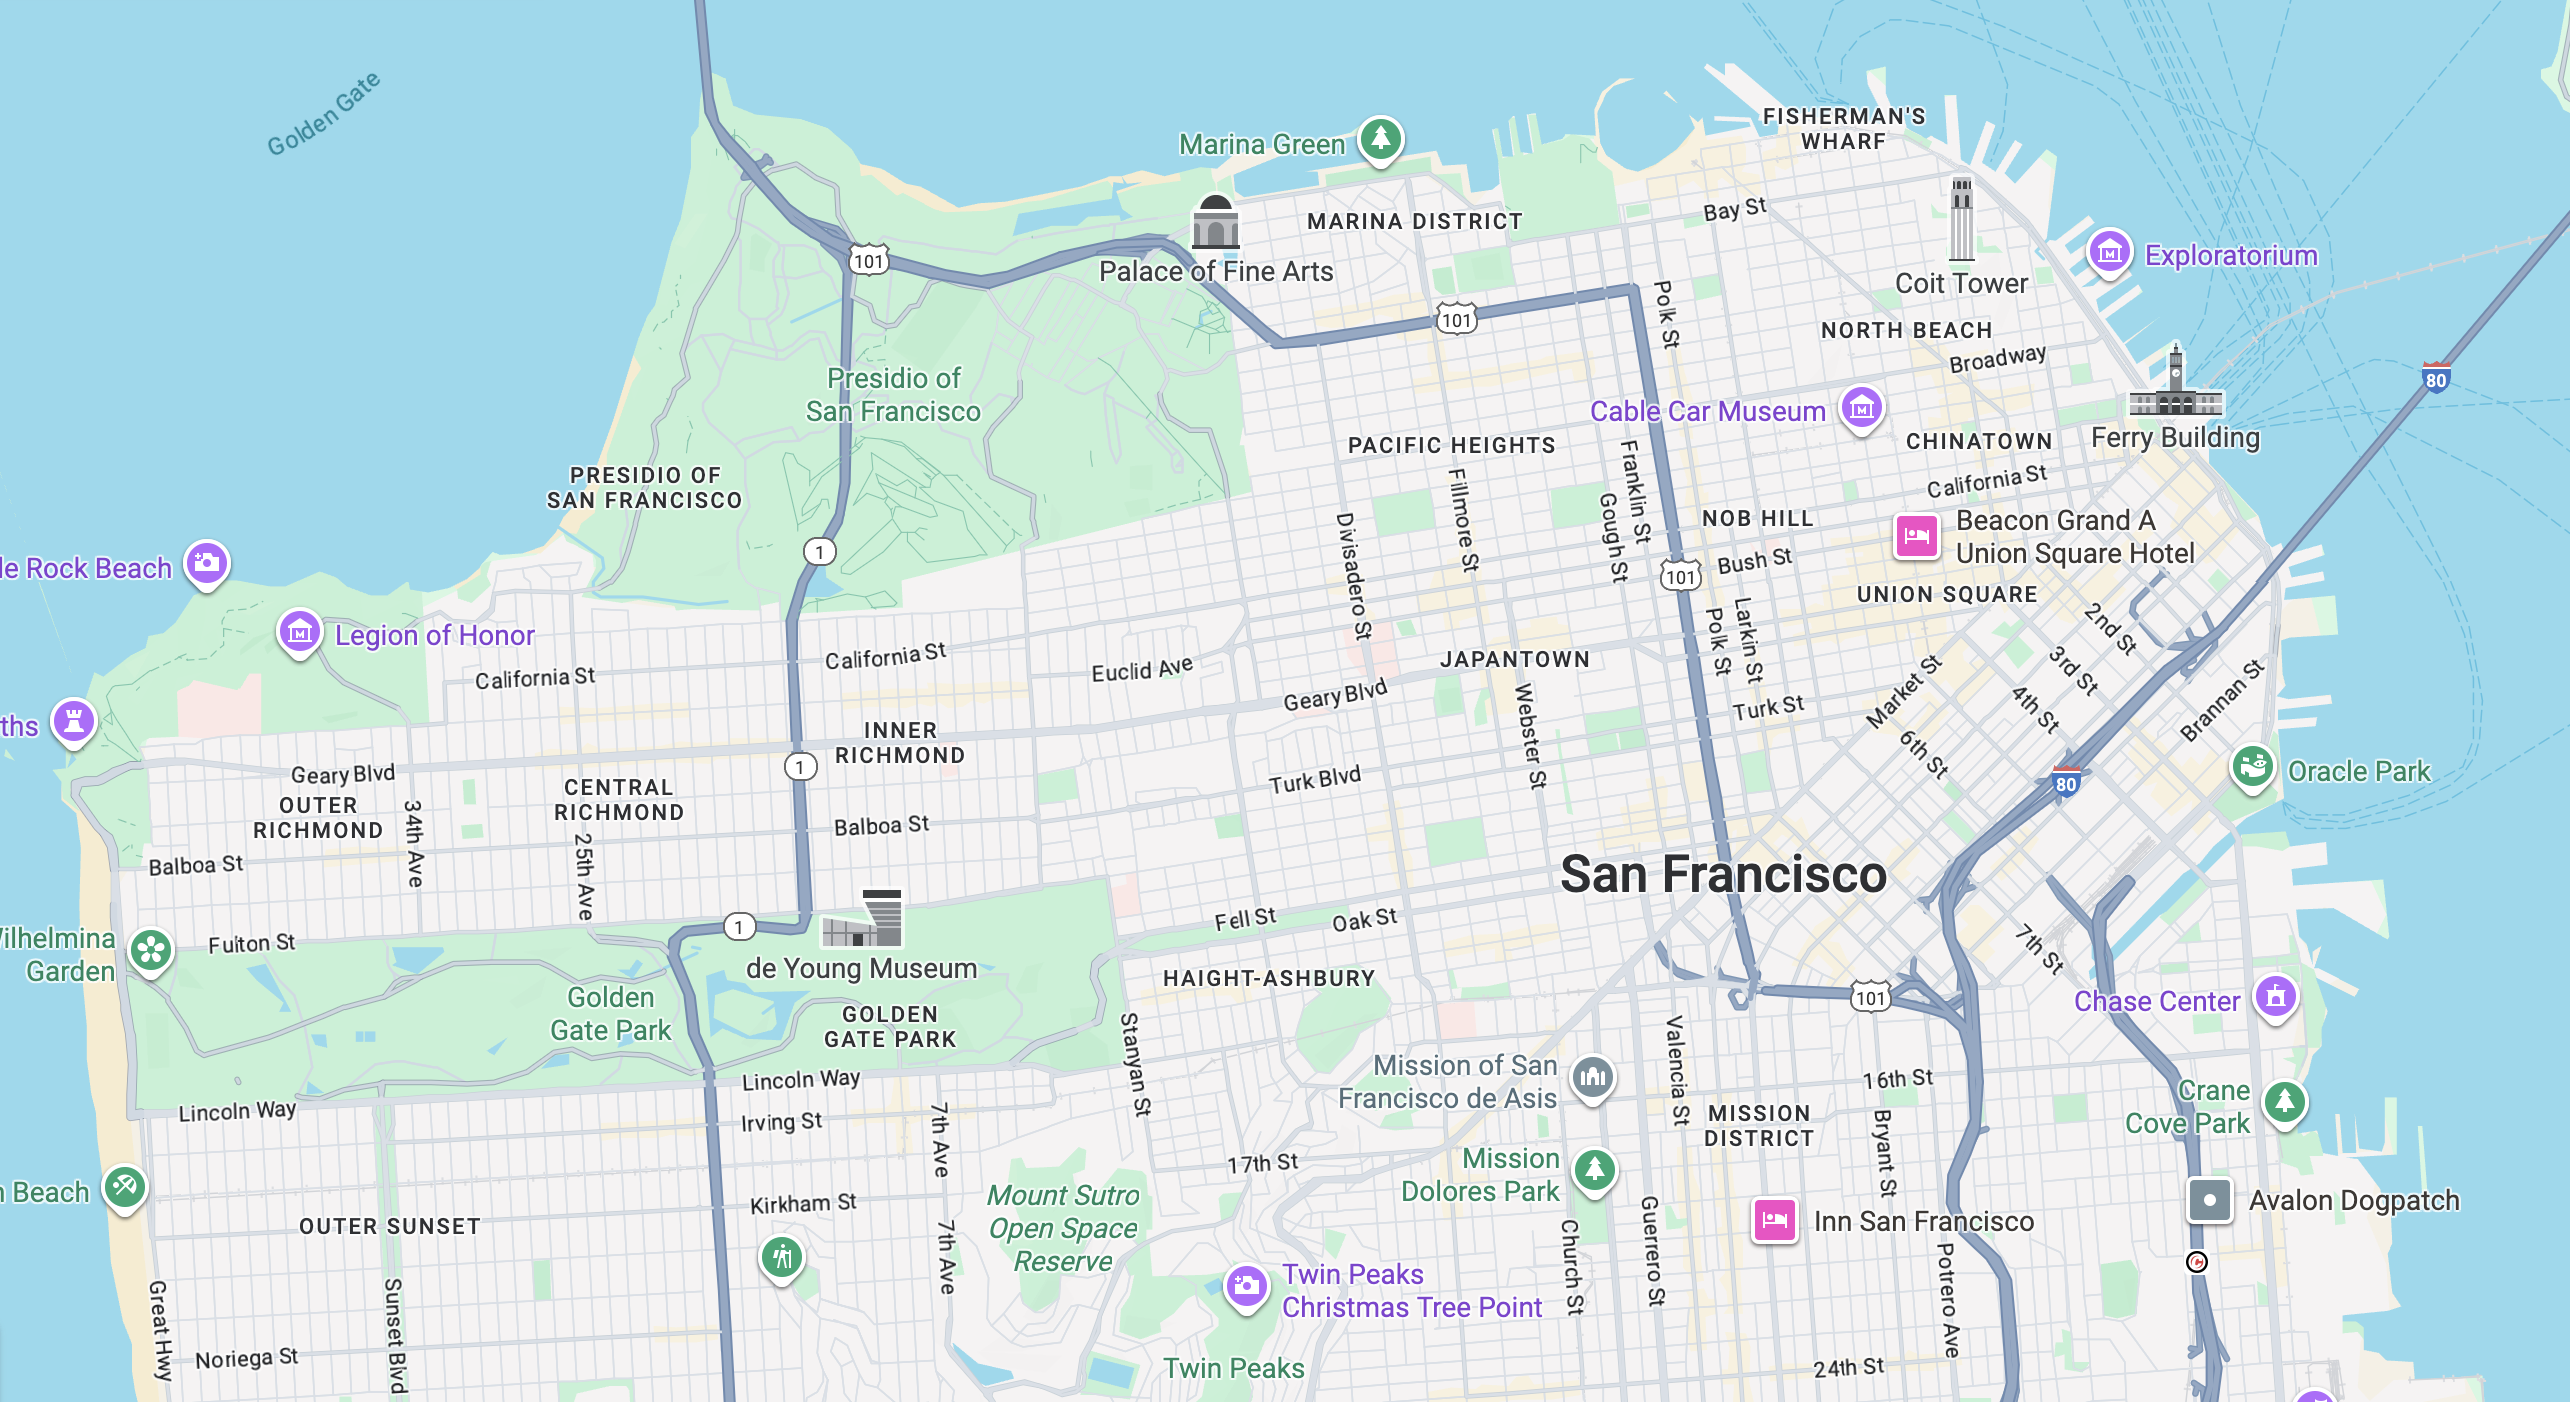 Golden Gate
FISHERMAN'S
WHARF
Marina Green
Bay St
MARINA DISTRICT
Exploratorium
101
Palace of Fine Arts
Coit Tower
Polk St
101
NORTH BEACH
Broadway
80
Presidio of
San Francisco
Cable Car Museum
CHINATOWN
Ferry Building
PACIFIC HEIGHTS
PRESIDIO OF
SAN FRANCISCO
Fillmore St
Franklin St
Gough St
California St
NOB HILL
Beacon Grand A
Union Square Hotel
Divisadero St
1
Bush St
101
le Rock Beach
UNION SQUARE
Legion of Honor
2nd St
Polk St
Larkin St
California St
California St
Euclid Ave
JAPANTOWN
3rd St
Geary Blvd
Market St
4th St
Brannan St
Turk St
ths
Webster St
INNER
RICHMOND
6th St
1
Geary Blvd
Turk Blvd
80
Oracle Park
CENTRAL
RICHMOND
OUTER
RICHMOND
34th Ave
25th Ave
Balboa St
Balboa St
San Francisco
Fell St
Oak St
1
Fulton St
ilhelmina
Garden
7th St
de Young Museum
HAIGHT-ASHBURY
101
Chase Center
Golden
Gate Park
GOLDEN
GATE PARK
Stanyan St
Valencia St
Mission of San
Francisco de Asis
Lincoln Way
16th St
Crane
Cove Park
Lincoln Way
Irving St
7th Ave
MISSION
DISTRICT
Bryant St
17th St
Mission
Dolores Park
n Beach
Kirkham St
Mount Sutro
Open Space
Reserve
Avalon Dogpatch
OUTER SUNSET
Inn San Francisco
7th Ave
Church St
Guerrero St
Potrero Ave
Twin Peaks
Christmas Tree Point
Great Hwy
Sunset Blvd
Noriega St
Twin Peaks
24th St